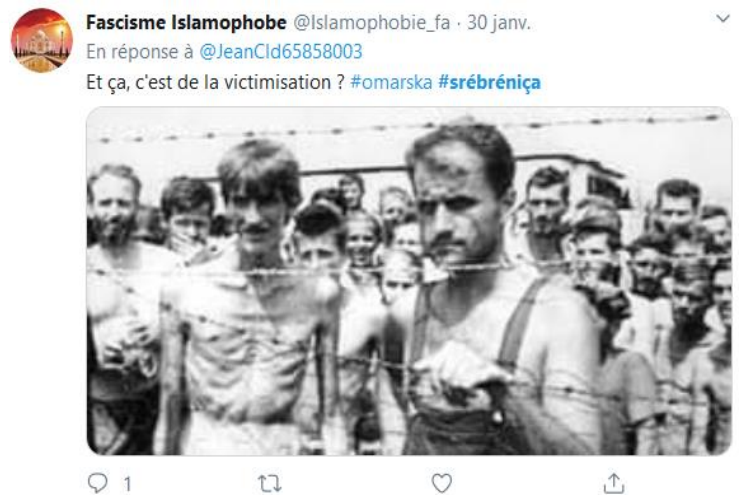 Fascisme Islamophobe @Islamophobie_fa · 30 janv.
En réponse à @JeanCld65858003
Et ça, c'est de la victimisation ? #omarska #srébréniça
1